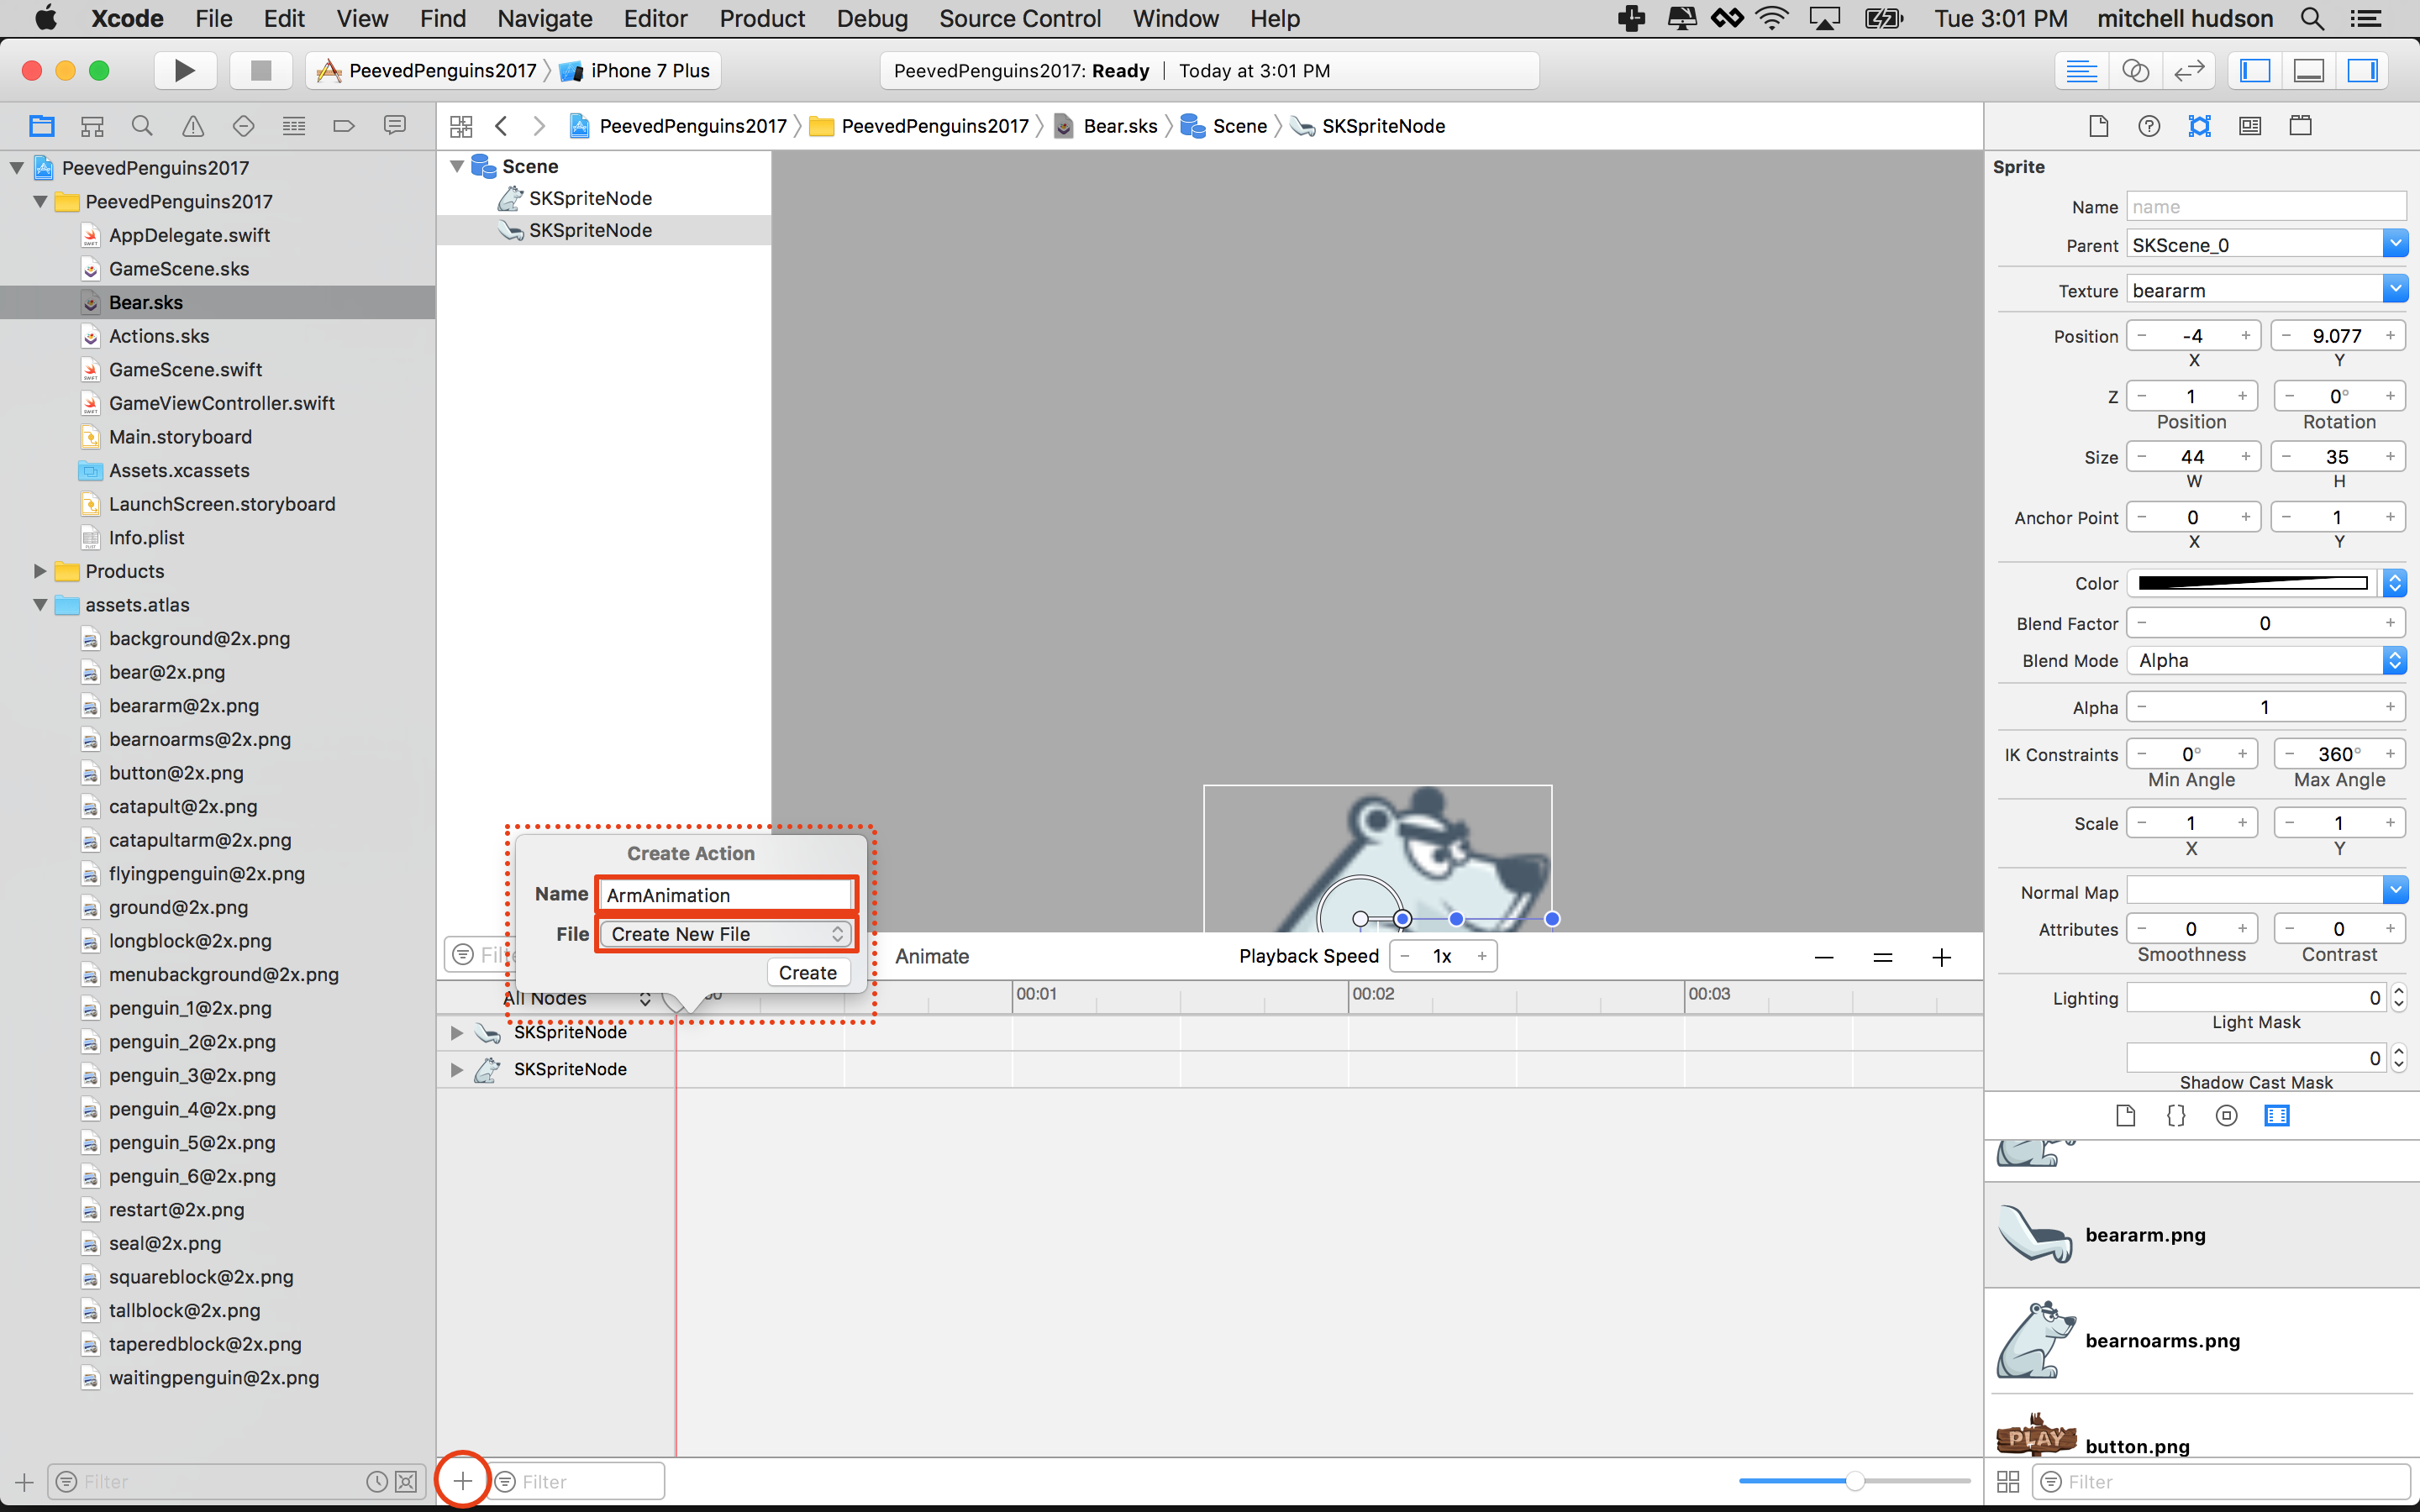 Xcode File Edit View Find Navigate Editor Product Debug Source Control Window Help Tue 3:01 PM mitchell hudson
PeevedPenguins2017 iPhone 7 Plus PeevedPenguins2017: Ready | Today at 3:01 PM
PeevedPenguins2017 PeevedPenguins2017 Bear.sks Scene SKSpriteNode
PeevedPenguins2017
PeevedPenguins2017
AppDelegate.swift
GameScene.sks
Bear.sks
Actions.sks
GameScene.swift
GameViewController.swift
Main.storyboard
Assets.xcassets
LaunchScreen.storyboard
Info.plist
Products
assets.atlas
background@2x.png
bear@2x.png
beararm@2x.png
bearnoarms@2x.png
button@2x.png
catapult@2x.png
catapultarm@2x.png
flyingpenguin@2x.png
ground@2x.png
longblock@2x.png
menubackground@2x.png
penguin_1@2x.png
penguin_2@2x.png
penguin_3@2x.png
penguin_4@2x.png
penguin_5@2x.png
penguin_6@2x.png
restart@2x.png
seal@2x.png
squareblock@2x.png
tallblock@2x.png
taperedblock@2x.png
waitingpenguin@2x.png
Filter
Scene
SKSpriteNode
SKSpriteNode
Create Action
Name ArmAnimation
File Create New File
Create
Animate Playback Speed − 1x +
All Nodes 00:01 00:02 00:03
SKSpriteNode
SKSpriteNode
Filter
Sprite
Name name
Parent SKScene_0
Texture beararm
Position − -4 + − 9.077 +
X Y
Z − 1 + − 0° +
Position Rotation
Size − 44 + − 35 +
W H
Anchor Point − 0 + − 1 +
X Y
Color
Blend Factor − 0 +
Blend Mode Alpha
Alpha − 1 +
IK Constraints − 0° + − 360° +
Min Angle Max Angle
Scale − 1 + − 1 +
X Y
Normal Map
Attributes − 0 + − 0 +
Smoothness Contrast
Lighting 0
Light Mask
0
Shadow Cast Mask
beararm.png
bearnoarms.png
PLAY button.png
Filter